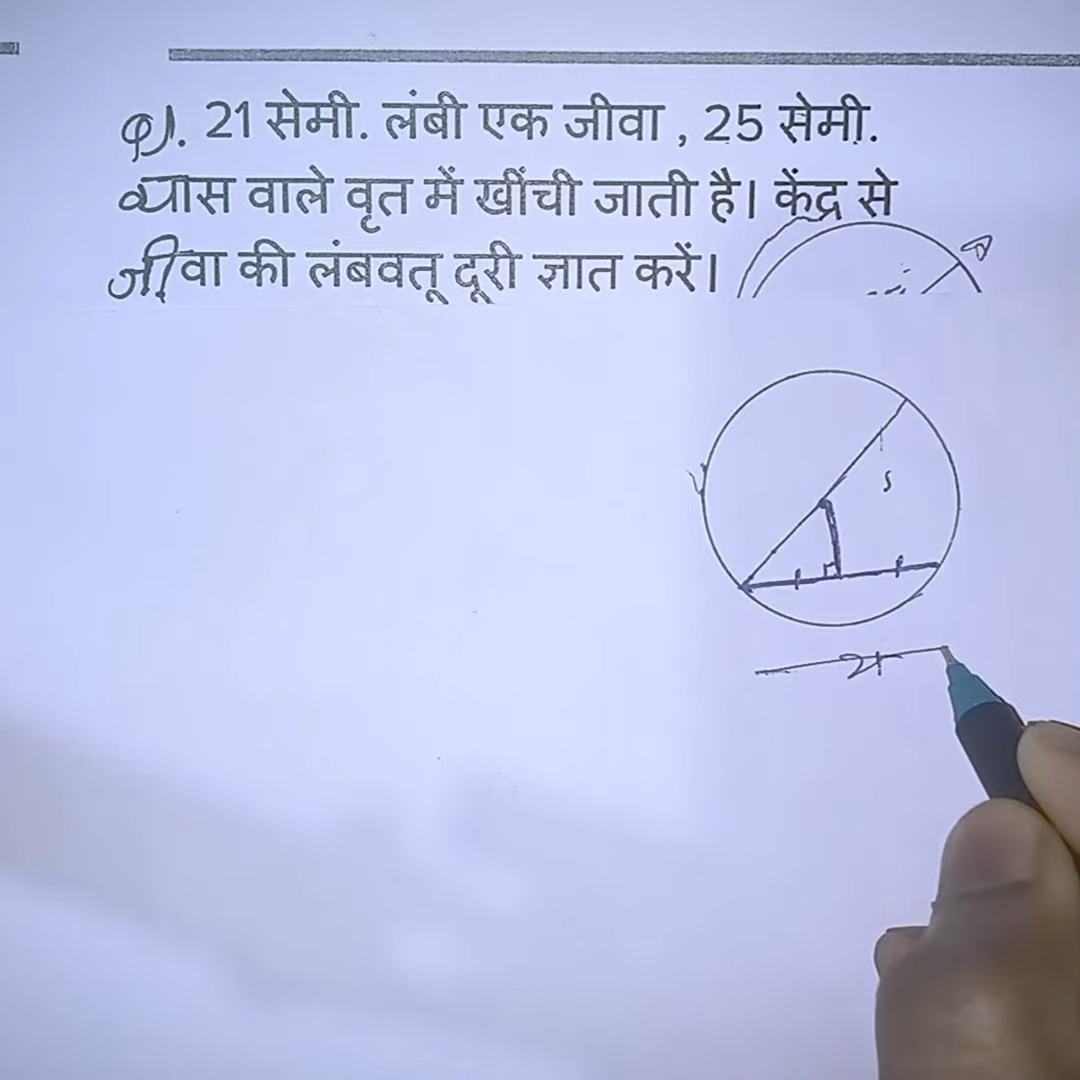 Q). 21 सेमी. लंबी एक जीवा , 25 सेमी.
व्यास वाले वृत में खींची जाती है। केंद्र से
जीवा की लंबवत् दूरी ज्ञात करें।
21